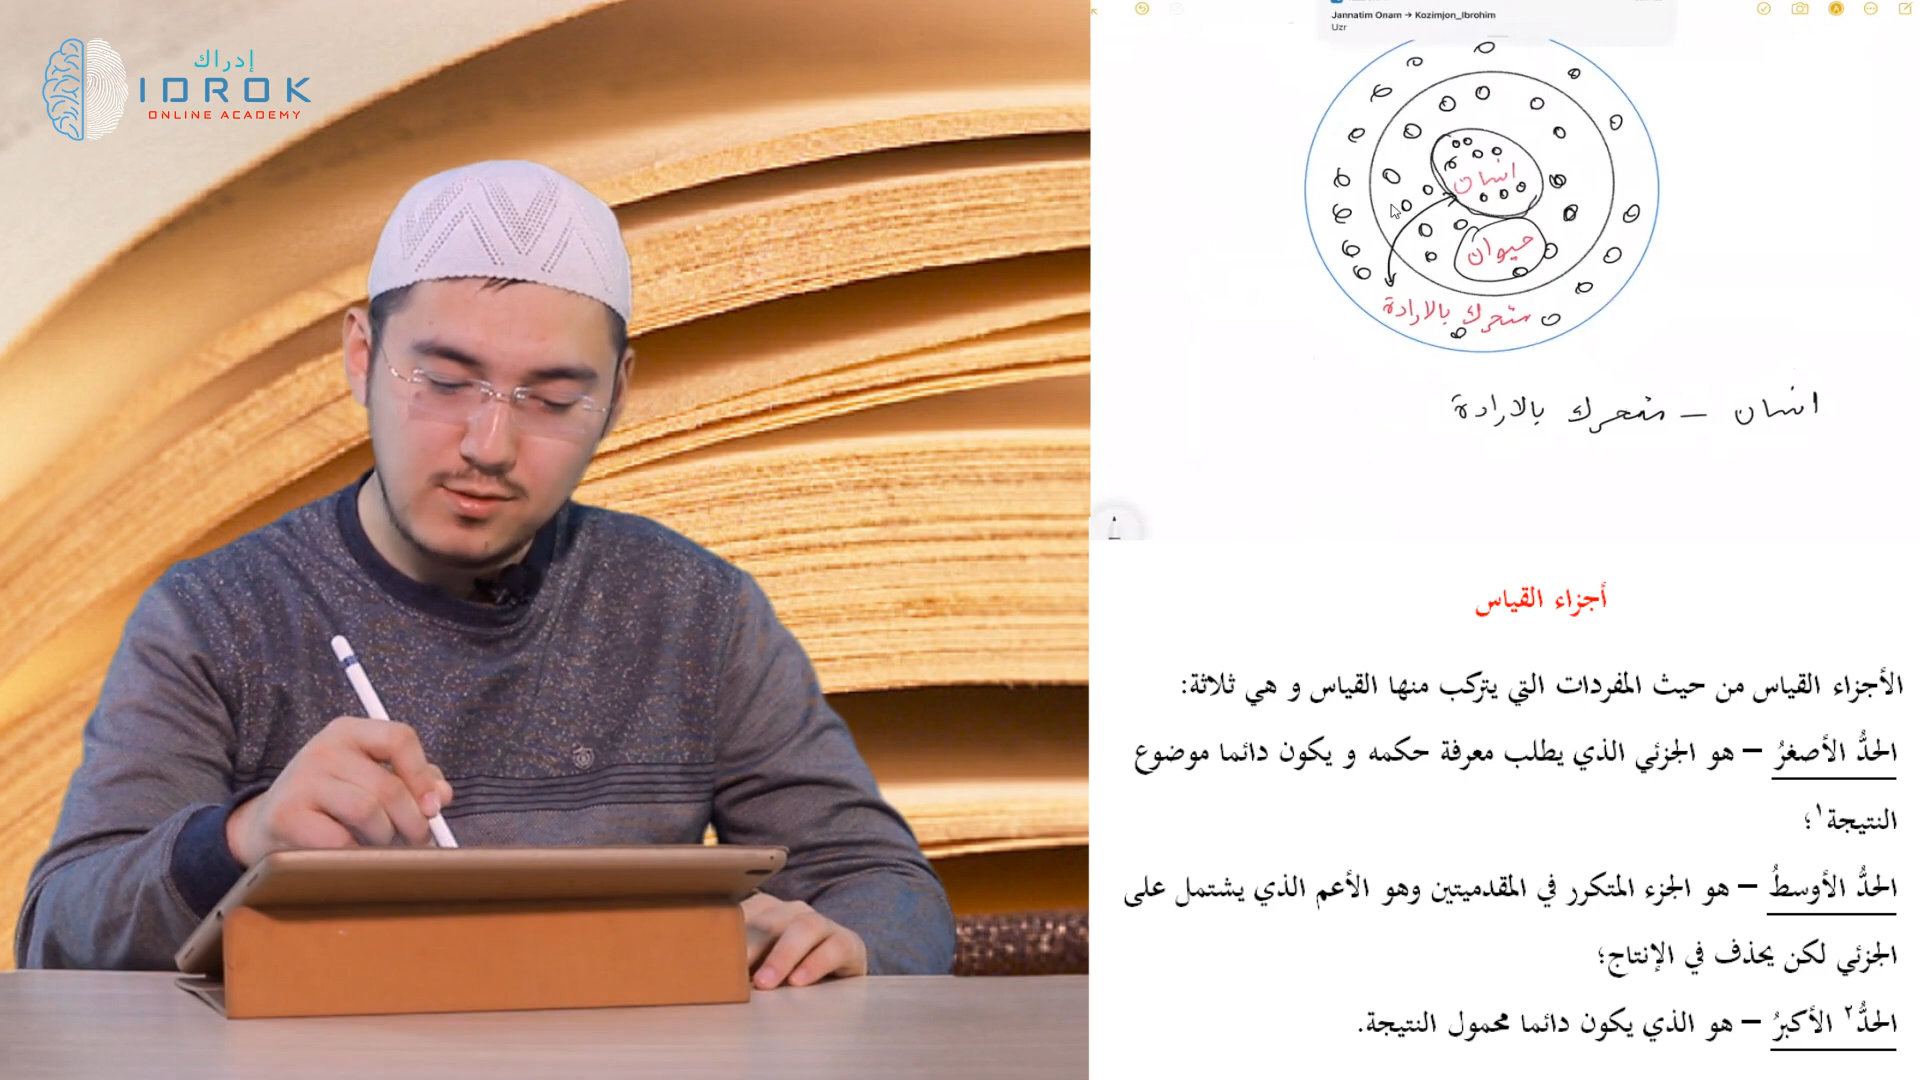 إدراك
IDROK
ONLINE ACADEMY
Jannatim Onam → Kozimjon_Ibrohim
Uzr
انسان
حيوان
متحرك بالارادة
انسان – متحرك بالارادة
أجزاء القياس
الأجزاء القياس من حيث المفردات التي يتركب منها القياس و هي ثلاثة:
الحدُّ الأصغرُ – هو الجزئي الذي يطلب معرفة حكمه و يكون دائما موضوع
النتيجة١؛
الحدُّ الأوسطُ – هو الجزء المتكرر في المقدميتين وهو الأعم الذي يشتمل على
الجزئي لكن يحذف في الإنتاج؛
الحدُّ٢ الأكبرُ – هو الذي يكون دائما محمول النتيجة.